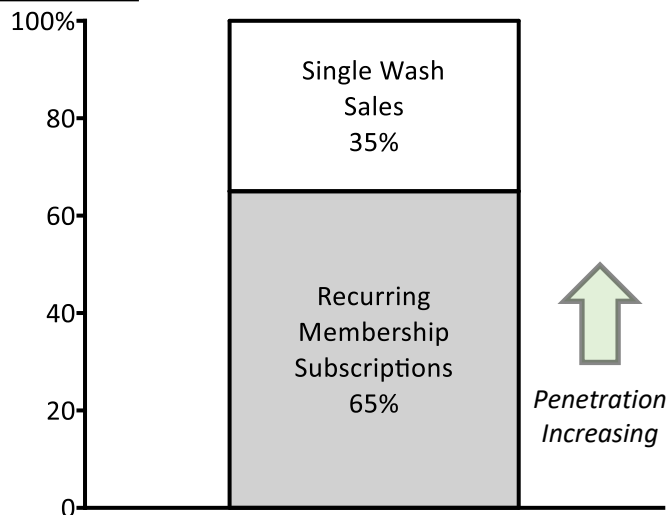 100%
80
60
40
20
0
Single Wash
Sales
35%
Recurring
Membership
Subscriptions
65%
Penetration
Increasing